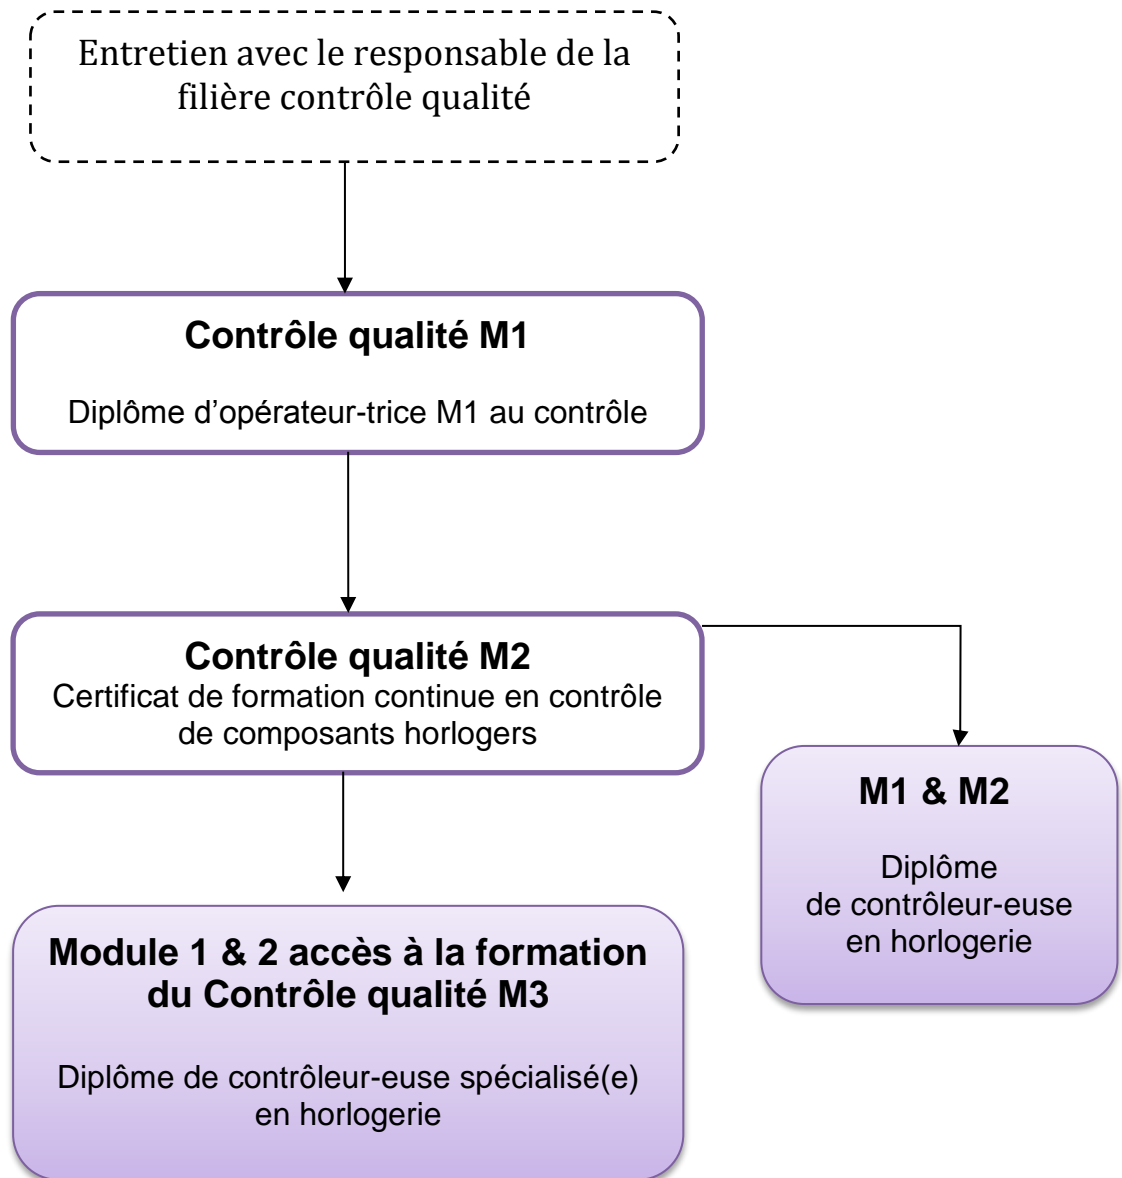 Entretien avec le responsable de la
filière contrôle qualité
Contrôle qualité M1
Diplôme d’opérateur-trice M1 au contrôle
Contrôle qualité M2
Certificat de formation continue en contrôle
de composants horlogers
M1 & M2
Diplôme
de contrôleur-euse
en horlogerie
Module 1 & 2 accès à la formation
du Contrôle qualité M3
Diplôme de contrôleur-euse spécialisé(e)
en horlogerie